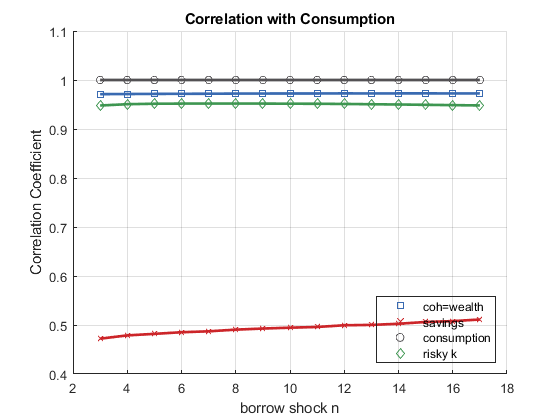 Correlation with Consumption
1.1
1
0.9
0.8
0.7
0.6
0.5
0.4
Correlation Coefficient
coh=wealth
savings
consumption
risky k
2 4 6 8 10 12 14 16 18
borrow shock n